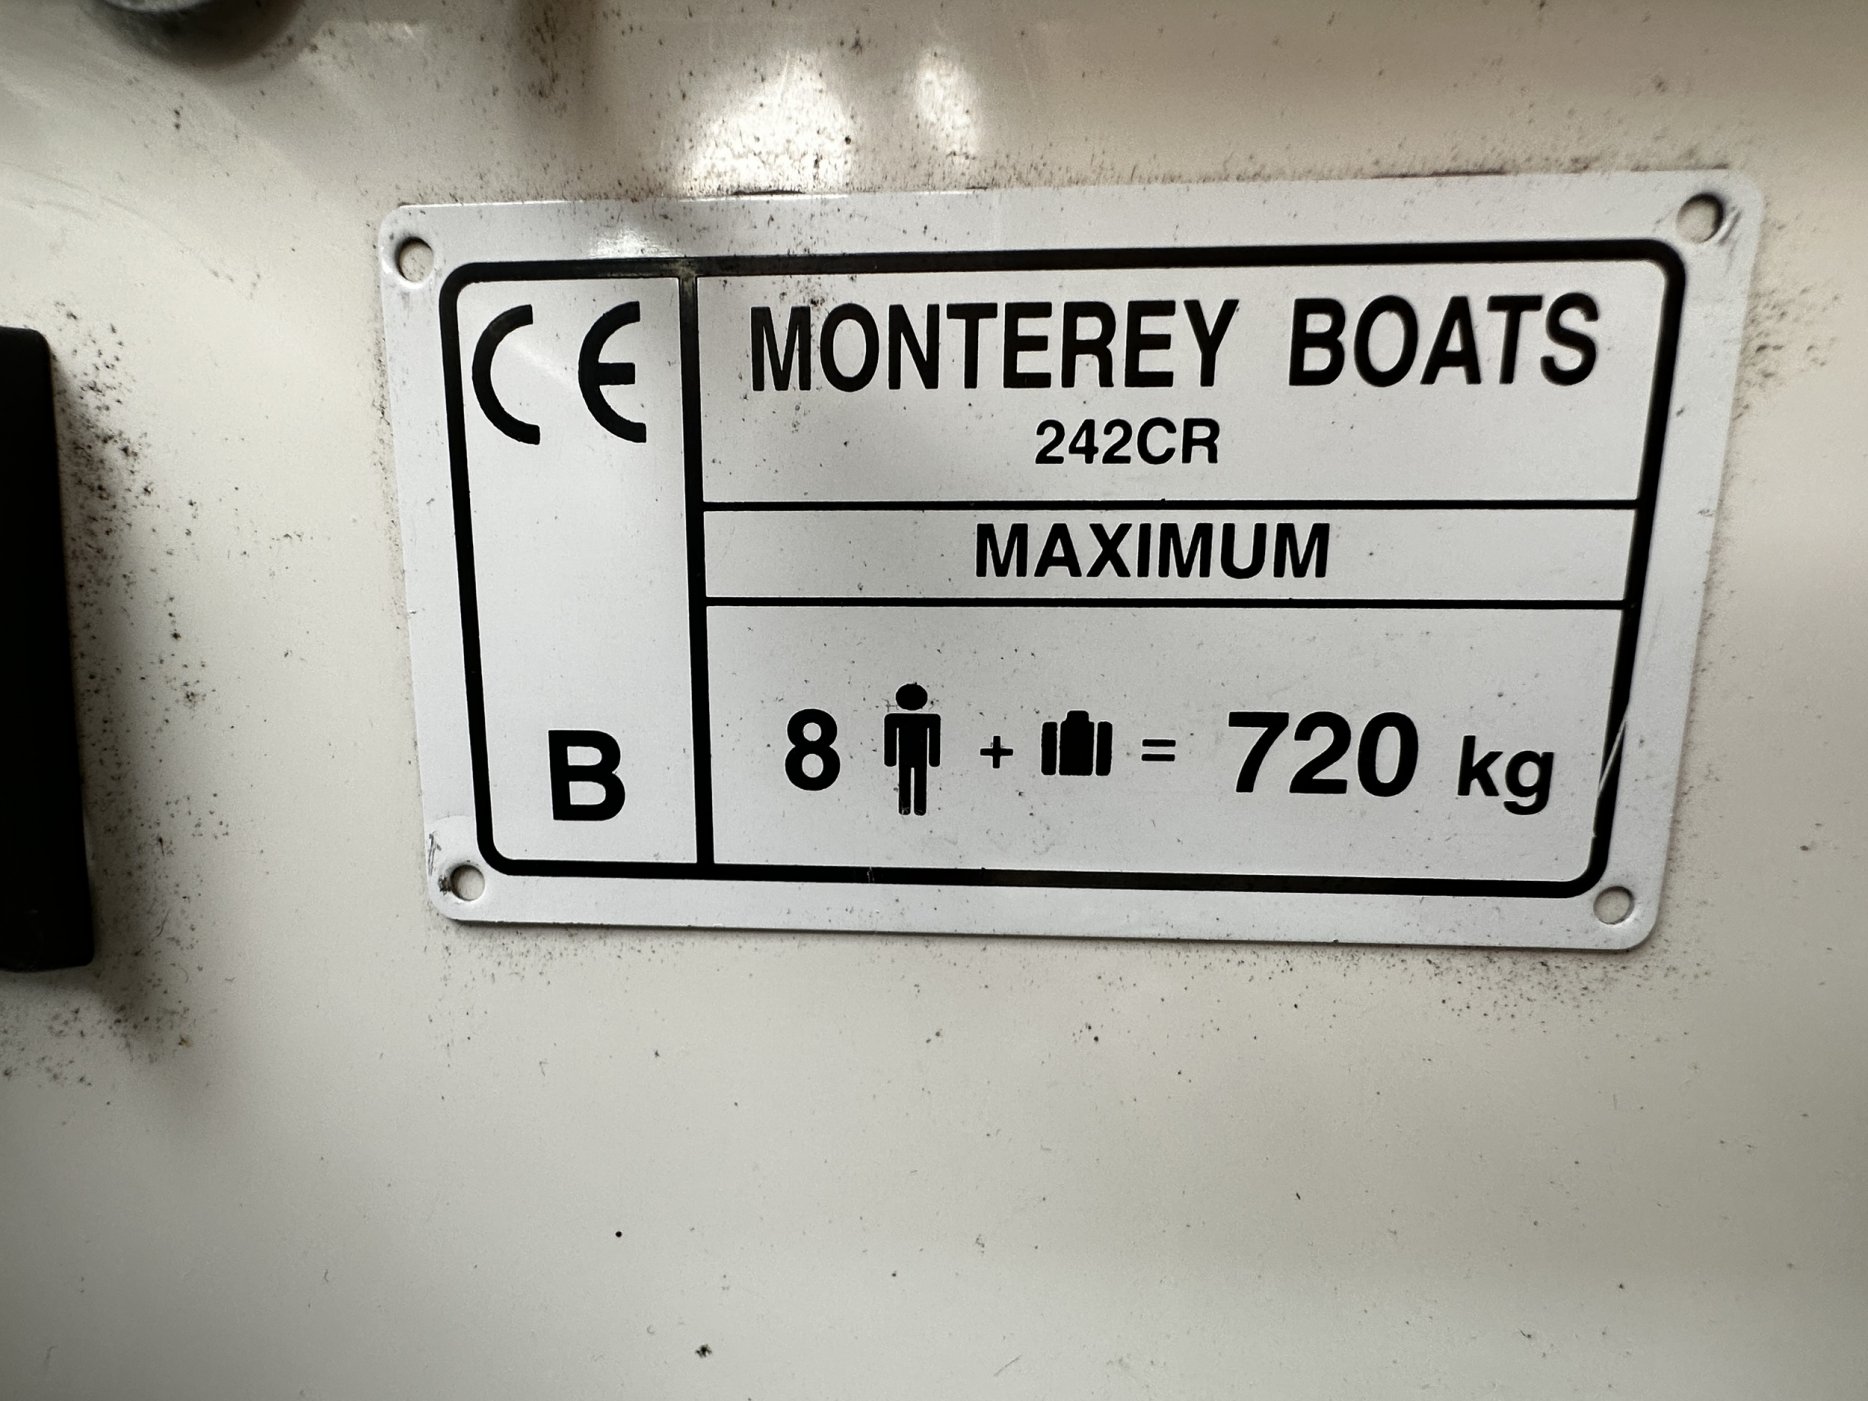 CE
MONTEREY BOATS
242CR
MAXIMUM
B
8 + = 720 kg